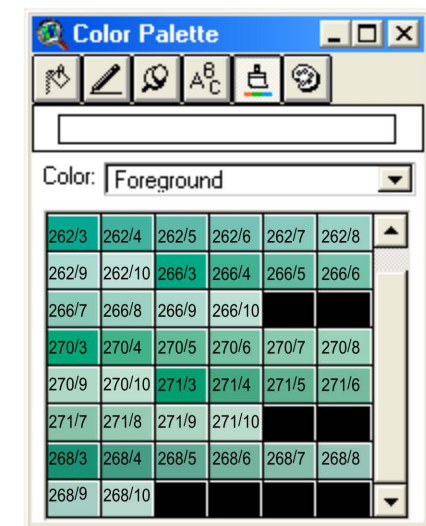 Color Palette
A B C
Color: Foreground
262/3 262/4 262/5 262/6 262/7 262/8
262/9 262/10 266/3 266/4 266/5 266/6
266/7 266/8 266/9 266/10
270/3 270/4 270/5 270/6 270/7 270/8
270/9 270/10 271/3 271/4 271/5 271/6
271/7 271/8 271/9 271/10
268/3 268/4 268/5 268/6 268/7 268/8
268/9 268/10